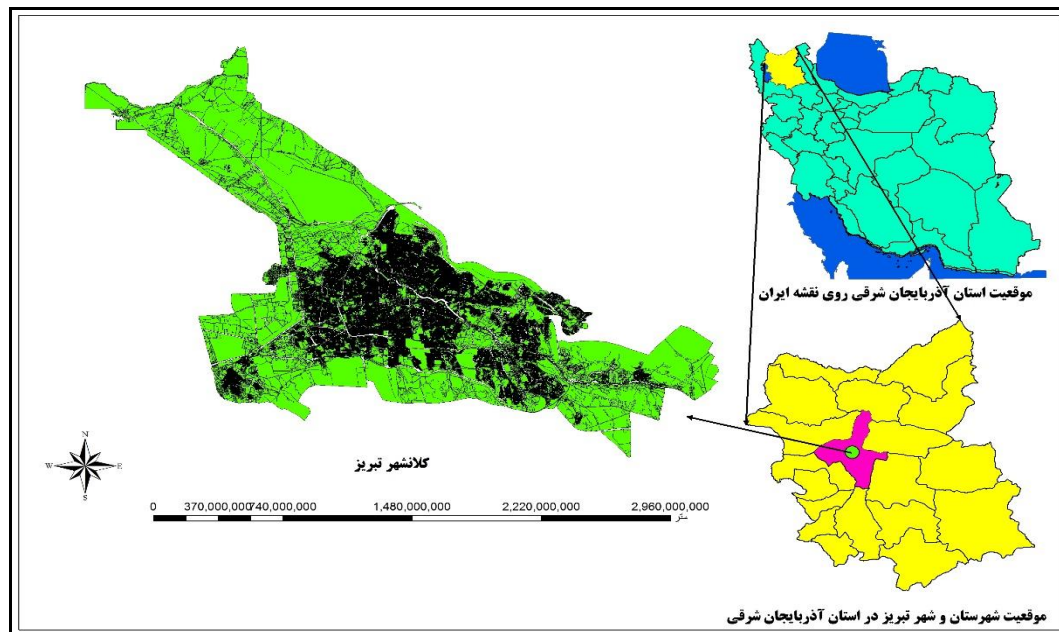 موقعیت استان آذربایجان شرقی روی نقشه ایران
کلانشهر تبریز
N
W E
S
0 370,000,000 740,000,000 1,480,000,000 2,220,000,000 2,960,000,000
متر
موقعیت شهرستان و شهر تبریز در استان آذربایجان شرقی